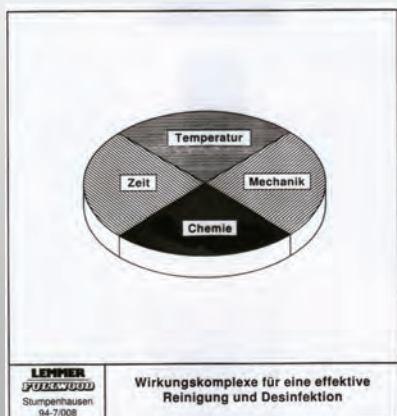 Temperatur
Zeit
Mechanik
Chemie
LEMMER
FULLWOOD
Stumpenhausen
94-7/008
Wirkungskomplexe für eine effektive
Reinigung und Desinfektion